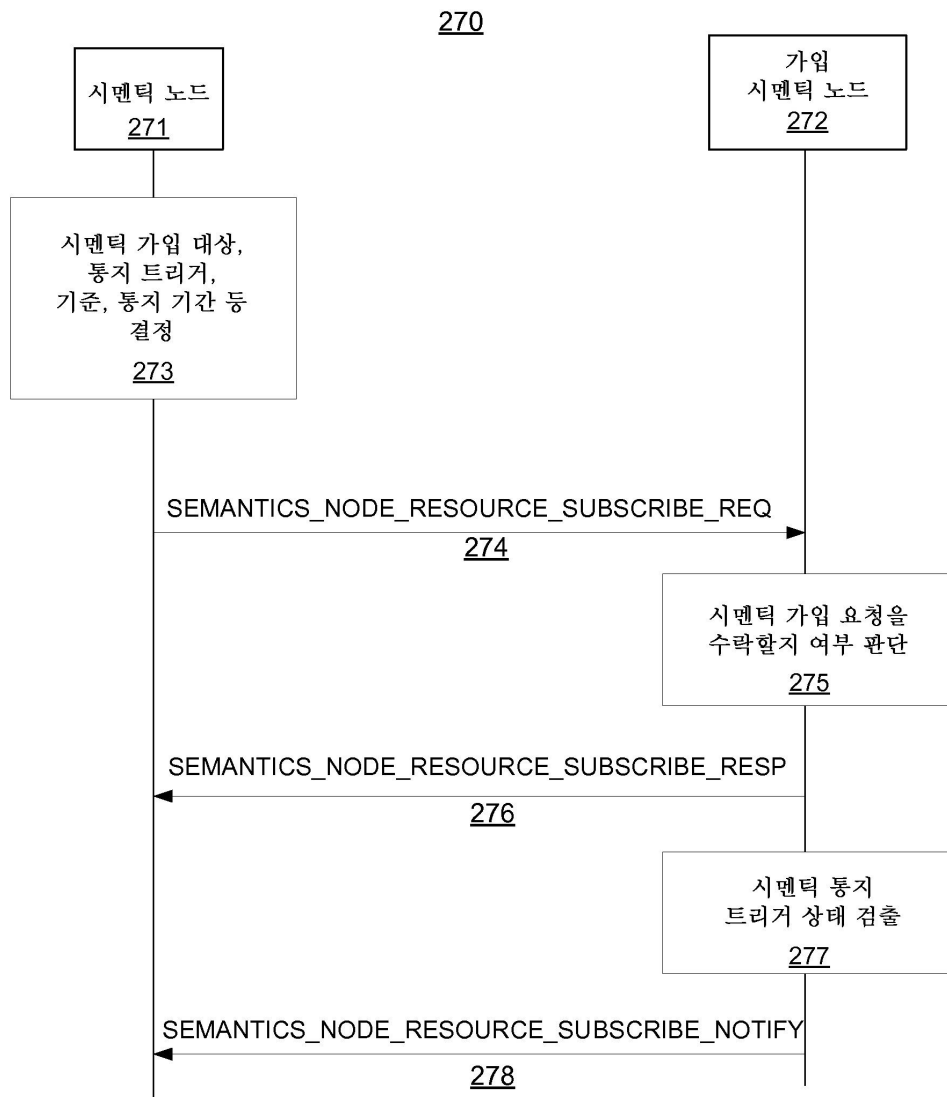 270
시멘틱 노드
271
가입
시멘틱 노드
272
시멘틱 가입 대상,
통지 트리거,
기준, 통지 기간 등
결정
273
SEMANTICS_NODE_RESOURCE_SUBSCRIBE_REQ
274
시멘틱 가입 요청을
수락할지 여부 판단
275
SEMANTICS_NODE_RESOURCE_SUBSCRIBE_RESP
276
시멘틱 통지
트리거 상태 검출
277
SEMANTICS_NODE_RESOURCE_SUBSCRIBE_NOTIFY
278